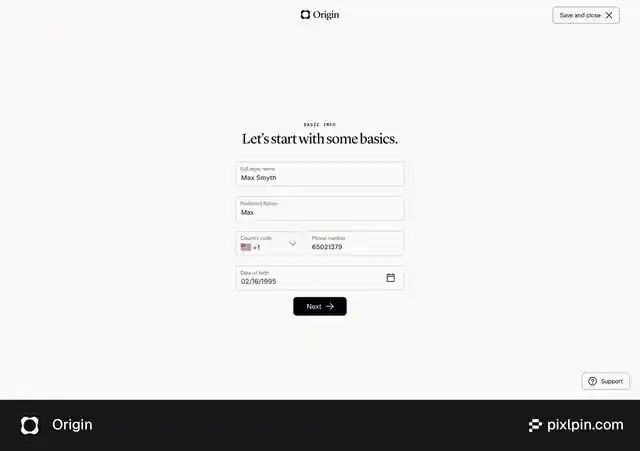 Origin
Save and close
BASIC INFO
Let's start with some basics.
Full legal name
Max Smyth
Preferred Name
Max
Country code
+1
Phone number
65021379
Date of birth
02/16/1995
Next
Support
Origin
pixlpin.com